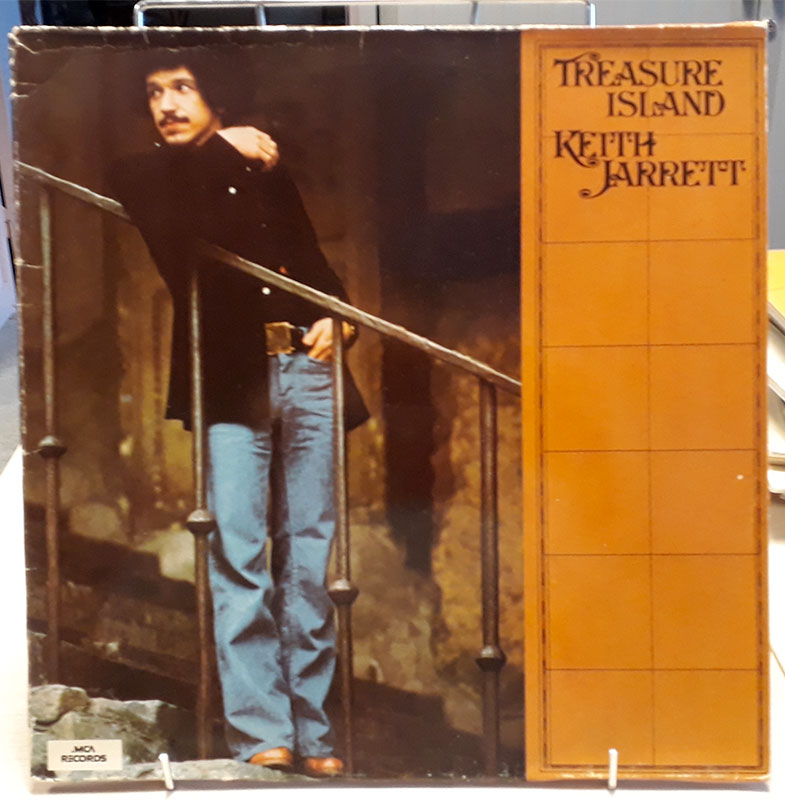 TREASURE
ISLAND
KEITH
JARRETT
MCA
RECORDS